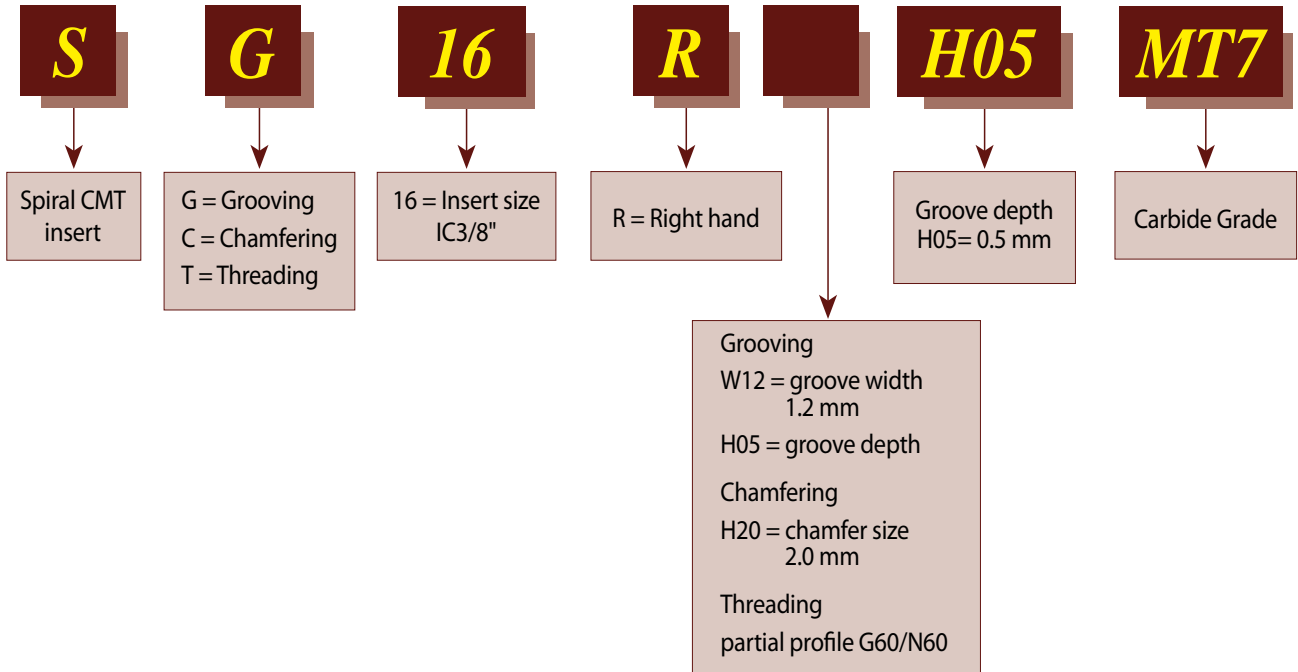 S G 16 R H05 MT7
Spiral CMT
insert
G = Grooving
C = Chamfering
T = Threading
16 = Insert size
IC3/8"
R = Right hand
Groove depth
H05= 0.5 mm
Carbide Grade
Grooving
W12 = groove width
1.2 mm
H05 = groove depth
Chamfering
H20 = chamfer size
2.0 mm
Threading
partial profile G60/N60